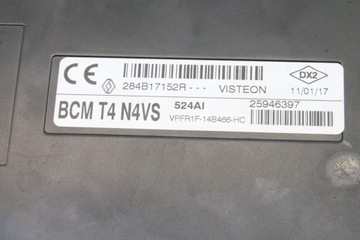 CE
284B17152R--- VISTEON
DX2
11/01/17
BCM T4 N4VS
524AI
25946397
VPFR1F-14B466-HC